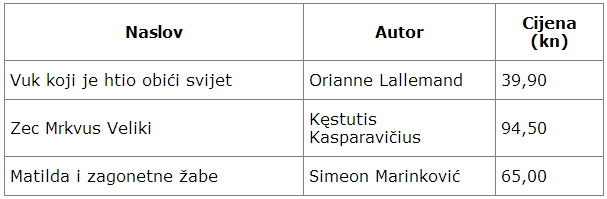 Naslov Autor Cijena
(kn)
Vuk koji je htio obići svijet Orianne Lallemand 39,90
Zec Mrkvus Veliki Kęstutis
Kasparavičius 94,50
Matilda i zagonetne žabe Simeon Marinković 65,00